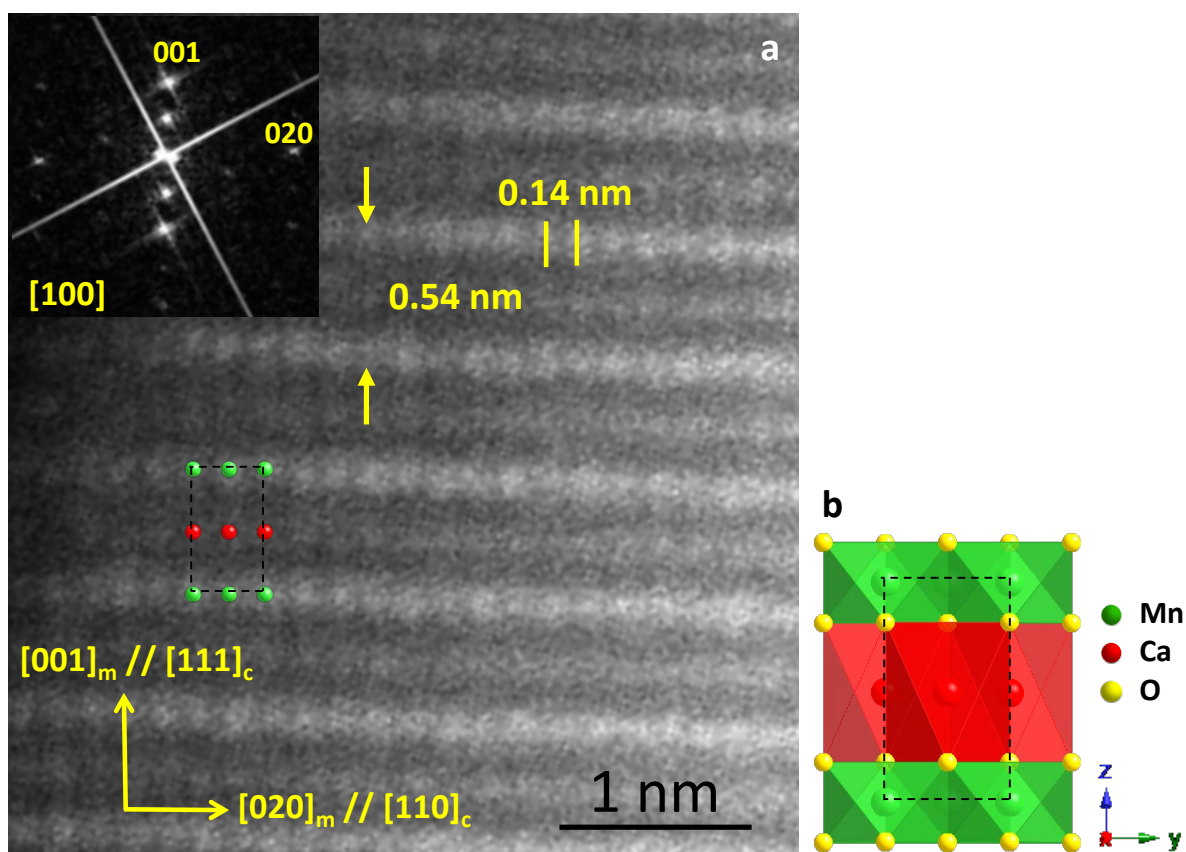 001
a
020
0.14 nm
[100]
0.54 nm
[001]m // [111]c
[020]m // [110]c
1 nm
b
Mn
Ca
O
z
x
y